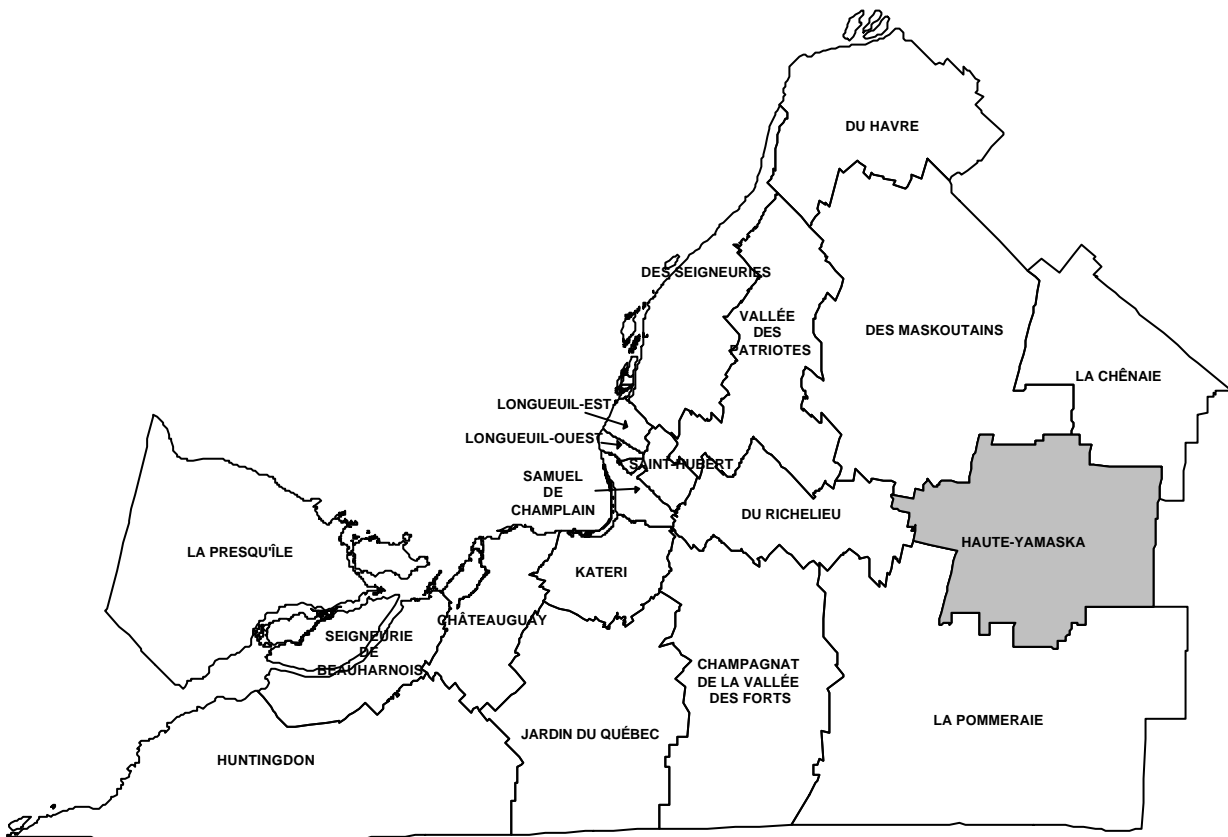 DU HAVRE
DES SEIGNEURIES
VALLÉE
DES
PATRIOTES
DES MASKOUTAINS
LA CHÊNAIE
LONGUEUIL-EST
LONGUEUIL-OUEST
SAINT-HUBERT
SAMUEL
DE
CHAMPLAIN
DU RICHELIEU
HAUTE-YAMASKA
LA PRESQU'ÎLE
KATERI
CHÂTEAUGUAY
SEIGNEURIE
DE
BEAUHARNOIS
CHAMPAGNAT
DE LA VALLÉE
DES FORTS
LA POMMERAIE
JARDIN DU QUÉBEC
HUNTINGDON